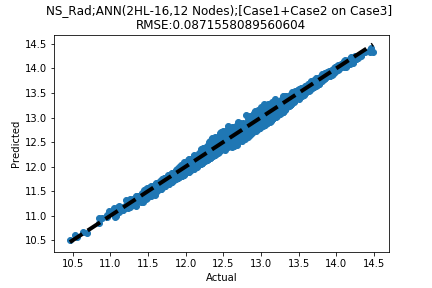 NS_Rad;ANN(2HL-16,12 Nodes);[Case1+Case2 on Case3]
RMSE:0.0871558089560604
14.5
14.0
13.5
13.0
12.5
12.0
11.5
11.0
10.5
Predicted
10.5 11.0 11.5 12.0 12.5 13.0 13.5 14.0 14.5
Actual